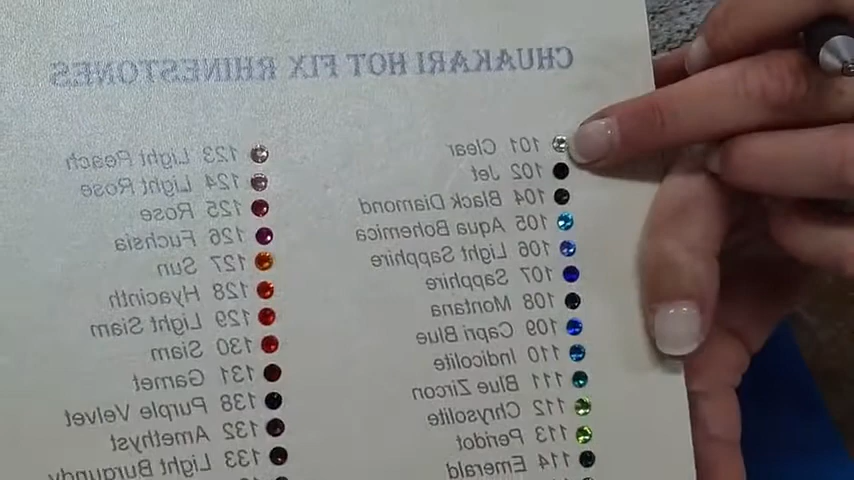 CHUAKARI HOT FIX RHINESTONES
101 Clear
102 Jet
104 Black Diamond
105 Aqua Bohemica
106 Light Sapphire
107 Sapphire
108 Montana
109 Capri Blue
110 Indicolite
111 Blue Zircon
112 Chrysolite
113 Peridot
114 Emerald
123 Light Peach
124 Light Rose
125 Rose
126 Fuchsia
127 Sun
128 Hyacinth
129 Light Siam
130 Siam
131 Garnet
138 Purple Velvet
132 Amethyst
133 Light Burgundy